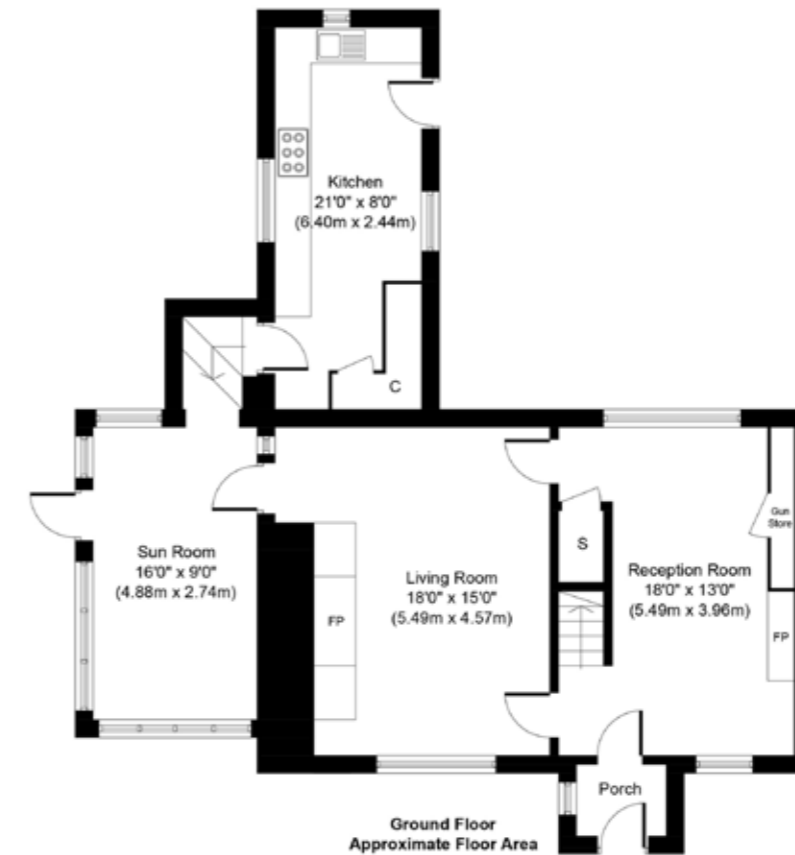 Kitchen
21'0" x 8'0"
(6.40m x 2.44m)
C
Sun Room
16'0" x 9'0"
(4.88m x 2.74m)
FP
Living Room
18'0" x 15'0"
(5.49m x 4.57m)
S
Gun
Store
Reception Room
18'0" x 13'0"
(5.49m x 3.96m)
FP
Porch
Ground Floor
Approximate Floor Area